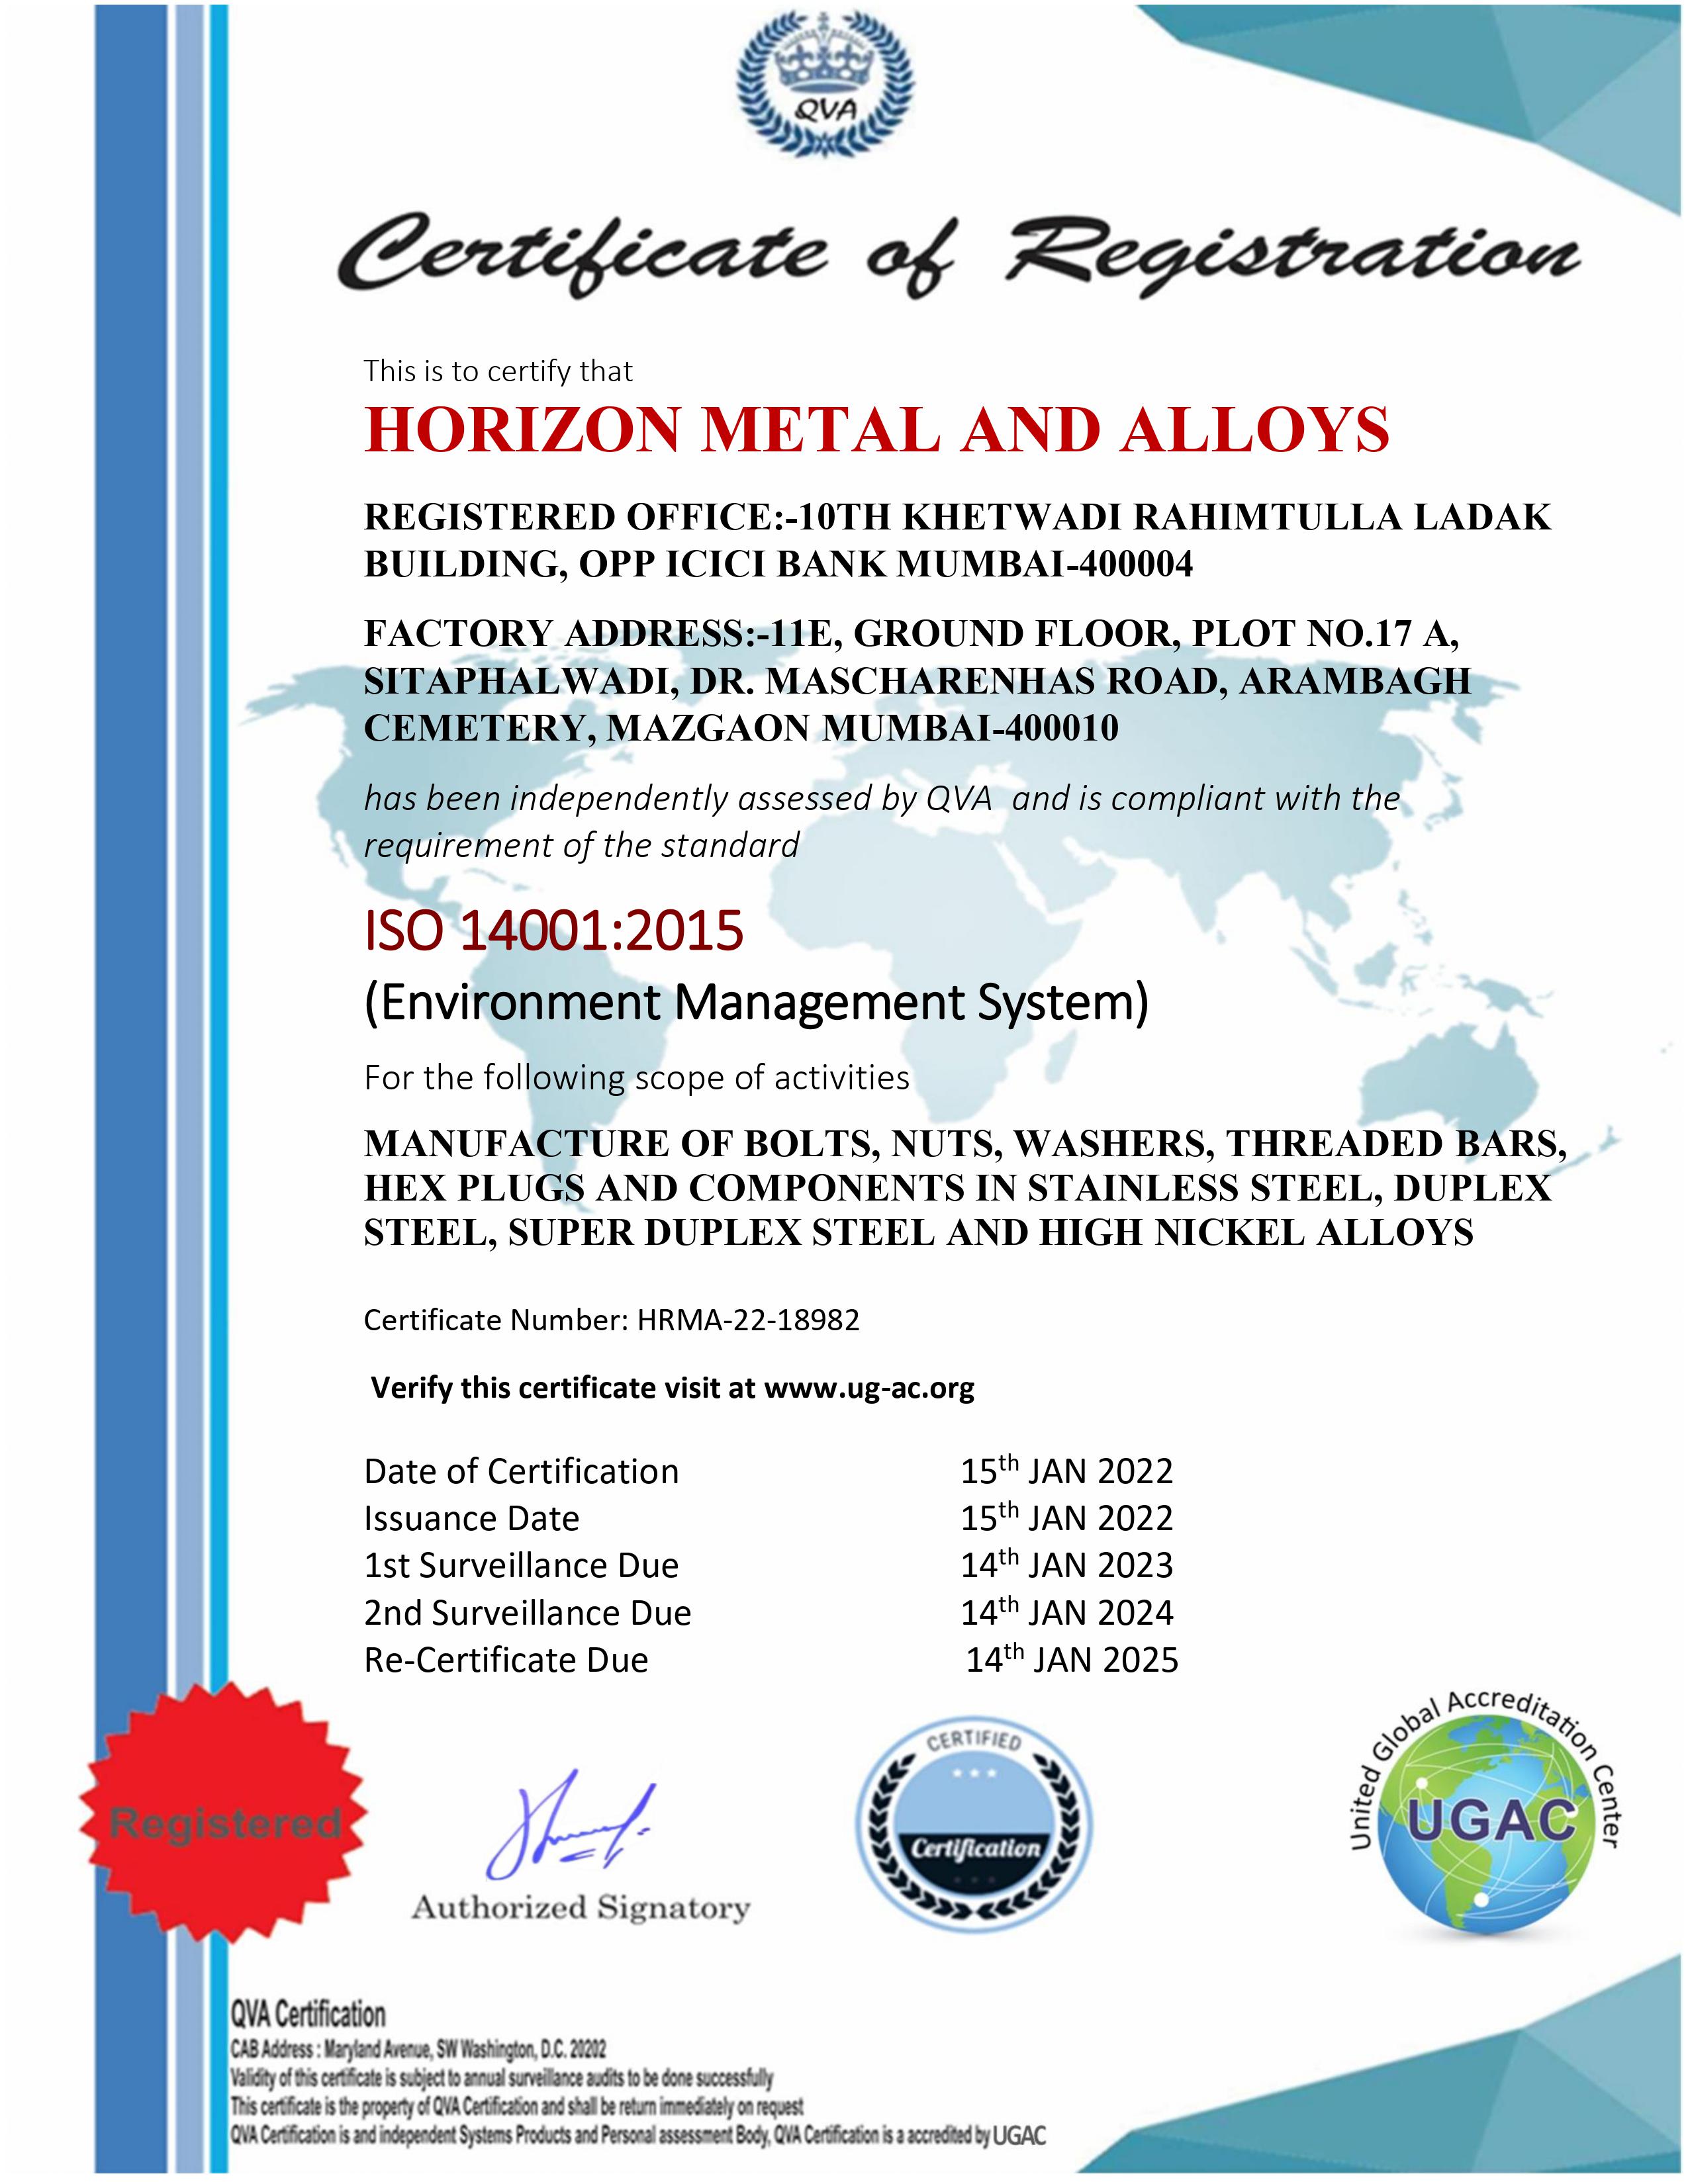 QVA
Certificate of Registration
This is to certify that
HORIZON METAL AND ALLOYS
REGISTERED OFFICE:-10TH KHETWADI RAHIMTULLA LADAK
BUILDING, OPP ICICI BANK MUMBAI-400004
FACTORY ADDRESS:-11E, GROUND FLOOR, PLOT NO.17 A,
SITAPHALWADI, DR. MASCHARENHAS ROAD, ARAMBAGH
CEMETERY, MAZGAON MUMBAI-400010
has been independently assessed by QVA and is compliant with the
requirement of the standard
ISO 14001:2015
(Environment Management System)
For the following scope of activities
MANUFACTURE OF BOLTS, NUTS, WASHERS, THREADED BARS,
HEX PLUGS AND COMPONENTS IN STAINLESS STEEL, DUPLEX
STEEL, SUPER DUPLEX STEEL AND HIGH NICKEL ALLOYS
Certificate Number: HRMA-22-18982
Verify this certificate visit at www.ug-ac.org
Date of Certification 15th JAN 2022
Issuance Date 15th JAN 2022
1st Surveillance Due 14th JAN 2023
2nd Surveillance Due 14th JAN 2024
Re-Certificate Due 14th JAN 2025
Registered
Authorized Signatory
CERTIFIED
Certification
United Global Accreditation Center
UGAC
QVA Certification
CAB Address : Maryland Avenue, SW Washington, D.C. 20202
Validity of this certificate is subject to annual surveillance audits to be done successfully
This certificate is the property of QVA Certification and shall be return immediately on request
QVA Certification is and independent Systems Products and Personal assessment Body, QVA Certification is a accredited by UGAC